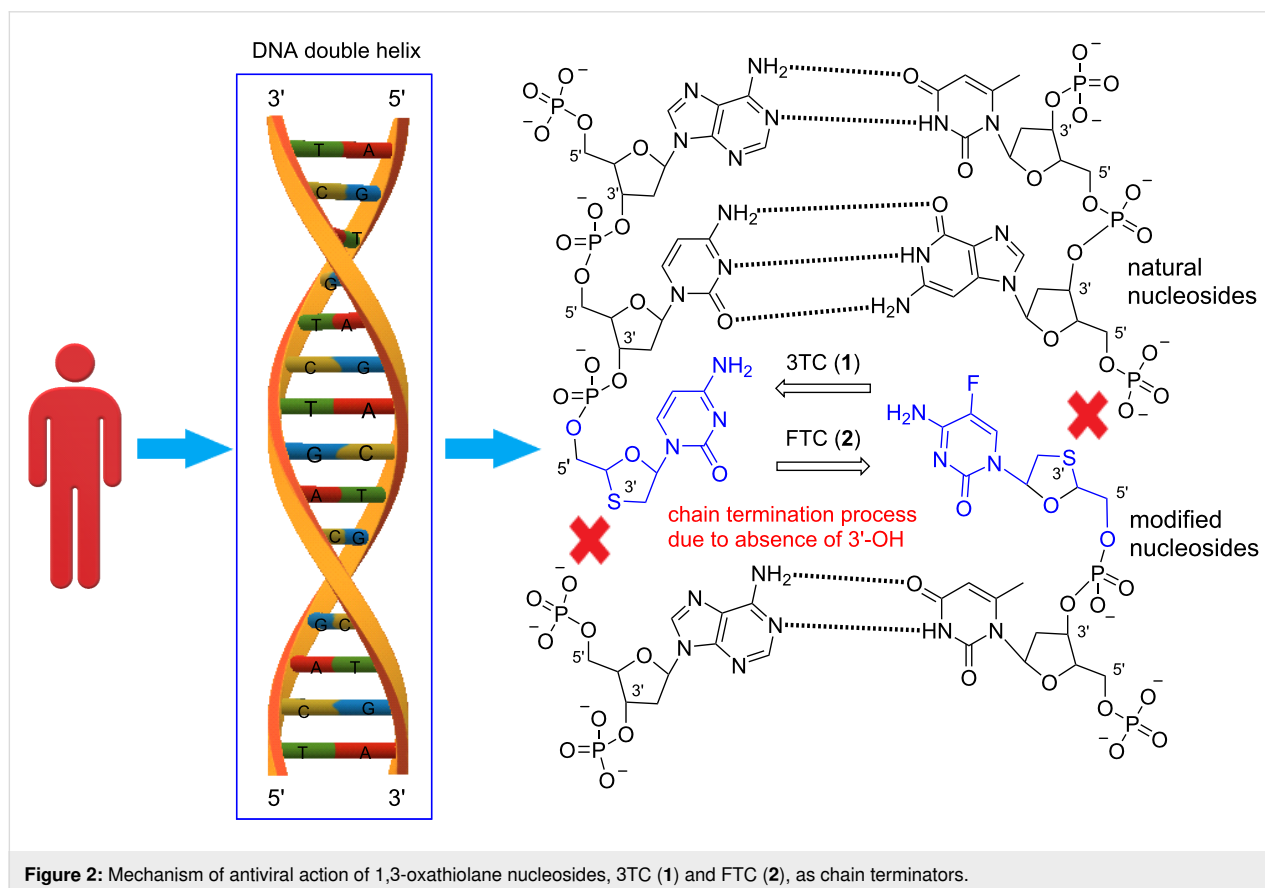 DNA double helix
3' 5'
T A
C G
T
G
T A
C G
T A
G C
A T
C G
G C
A T
C G
T A
5' 3'
O⁻ NH₂ O O⁻
O=P N N HN N O P=O
⁻O O N N O 3' O⁻
5' O O 5'
3' O⁻
O⁻ O NH₂ O O P
O=P N HN N O O
O N O N 3' natural
5' O O H₂N N O nucleosides
3' 5'
O⁻ O 3TC (1) O O⁻
O=P NH₂ F P=O
O N H₂N O⁻
5' O N O FTC (2) N N S
S 3' O O 3' 5'
chain termination process O modified
due to absence of 3'-OH nucleosides
O⁻ NH₂ O P=O
O=P N N HN N O O⁻
⁻O O N N O 3'
5' O O 5'
3' O O⁻
O⁻ O P
O=P ⁻O O
O⁻
Figure 2: Mechanism of antiviral action of 1,3-oxathiolane nucleosides, 3TC (1) and FTC (2), as chain terminators.